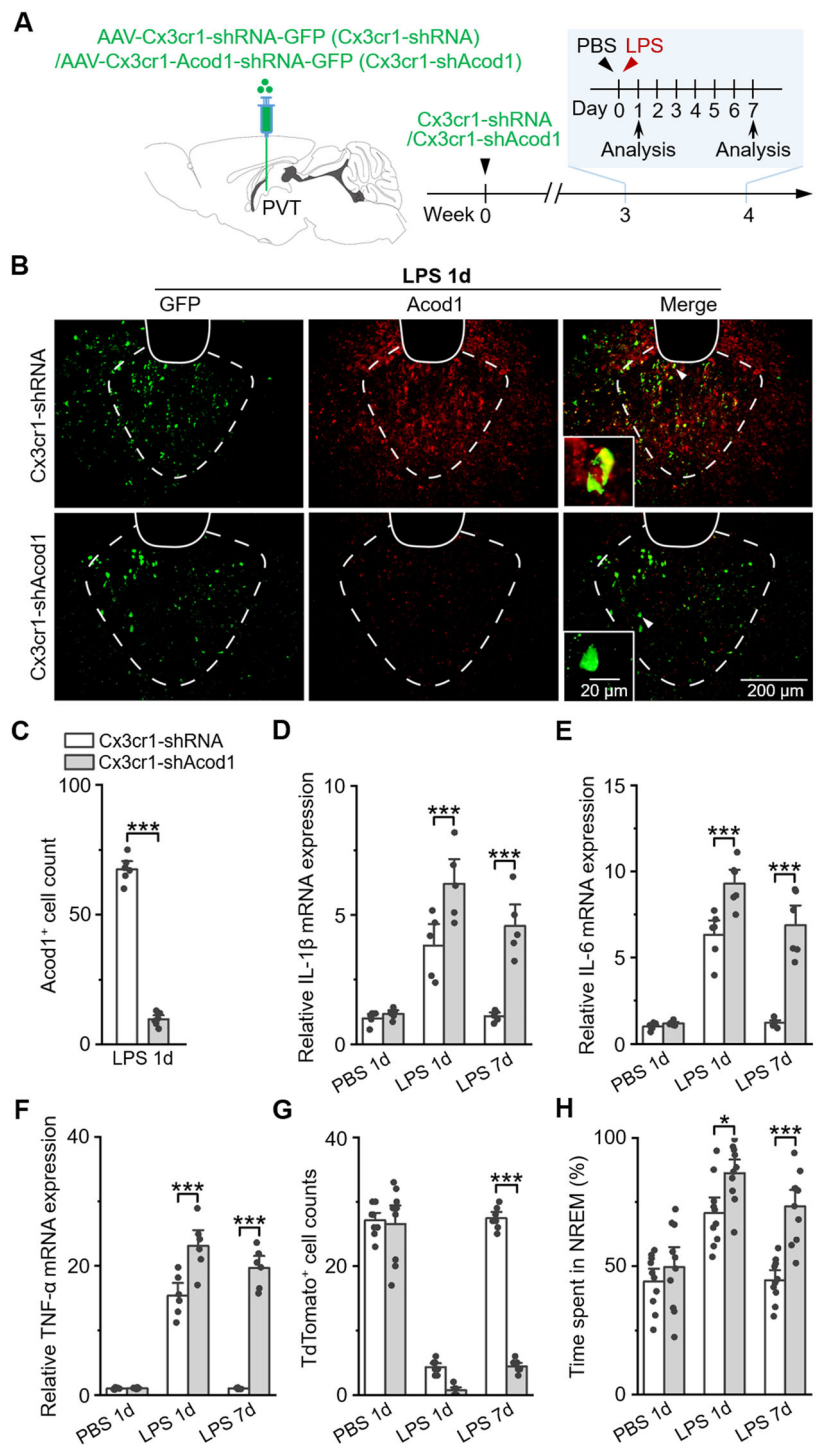 A
AAV-Cx3cr1-shRNA-GFP (Cx3cr1-shRNA)
/AAV-Cx3cr1-Acod1-shRNA-GFP (Cx3cr1-shAcod1)
PVT
Cx3cr1-shRNA
/Cx3cr1-shAcod1
PBS LPS
Day 0 1 2 3 4 5 6 7
Analysis Analysis
Week 0 3 4
B
LPS 1d
GFP Acod1 Merge
Cx3cr1-shRNA
Cx3cr1-shAcod1
20 µm 200 µm
C
Cx3cr1-shRNA
Cx3cr1-shAcod1
Acod1⁺ cell count
100
50
0
***
LPS 1d
D
Relative IL-1β mRNA expression
10
5
0
***
***
PBS 1d LPS 1d LPS 7d
E
Relative IL-6 mRNA expression
15
10
5
0
***
***
PBS 1d LPS 1d LPS 7d
F
Relative TNF-α mRNA expression
40
20
0
***
***
PBS 1d LPS 1d LPS 7d
G
TdTomato⁺ cell counts
40
20
0
***
PBS 1d LPS 1d LPS 7d
H
Time spent in NREM (%)
100
50
0
*
***
PBS 1d LPS 1d LPS 7d